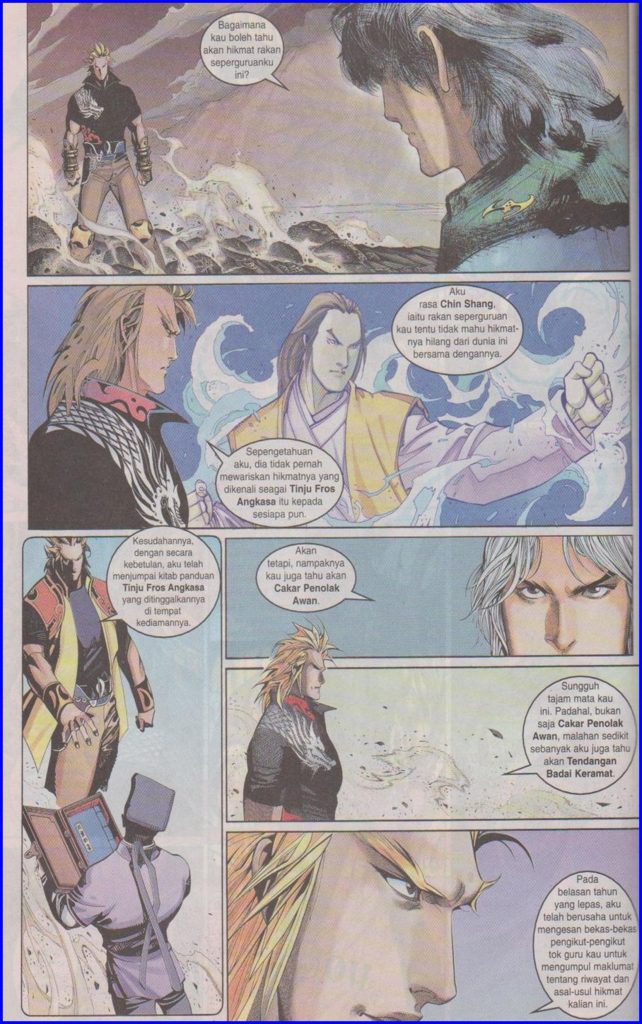 Bagaimana
kau boleh tahu
akan hikmat rakan
seperguruanku
ini?
Aku
rasa Chin Shang,
iaitu rakan seperguruan
kau tentu tidak mahu hikmat-
nya hilang dari dunia ini
bersama dengannya.
Sepengetahuan
aku, dia tidak pernah
mewariskan hikmatnya yang
dikenali seagai Tinju Fros
Angkasa itu kepada
sesiapa pun.
Kesudahannya,
dengan secara
kebetulan, aku telah
menjumpai kitab panduan
Tinju Fros Angkasa
yang ditinggalkannya
di tempat
kediamannya.
Akan
tetapi, nampaknya
kau juga tahu akan
Cakar Penolak
Awan.
Sungguh
tajam mata kau
ini. Padahal, bukan
saja Cakar Penolak
Awan, malahan sedikit
sebanyak aku juga tahu
akan Tendangan
Badai Keramat.
Pada
belasan tahun
yang lepas, aku
telah berusaha untuk
mengesan bekas-bekas
pengikut-pengikut
tok guru kau untuk
mengumpul maklumat
tentang riwayat dan
asal-usul hikmat
kalian ini.